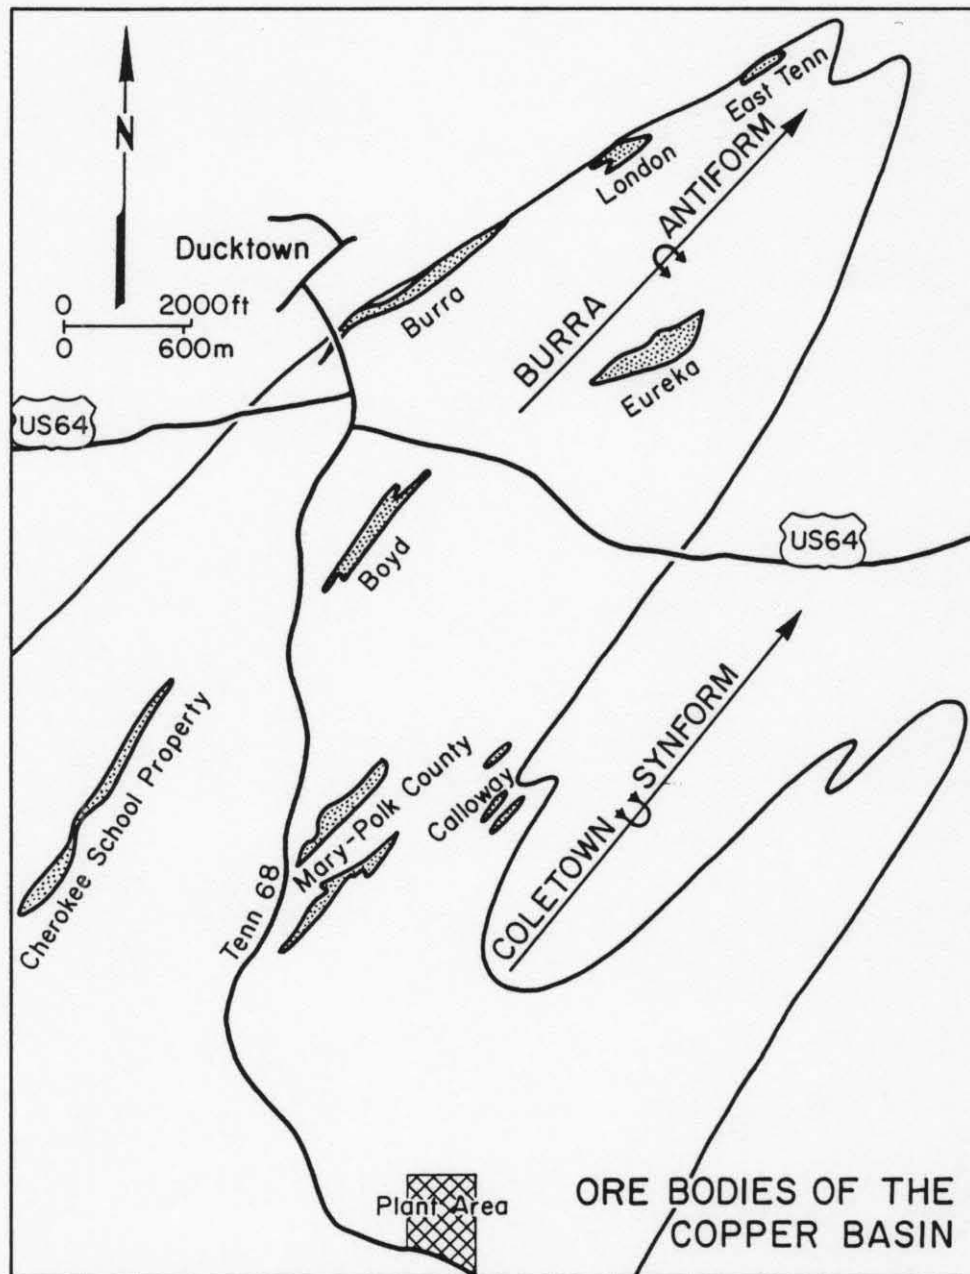 N
East Tenn
London
BURRA ANTIFORM
Ducktown
0 2000ft
0 600m
Burra
Eureka
US64
US64
Boyd
Cherokee School Property
Mary-Polk County
Calloway
COLETOWN SYNFORM
Tenn 68
Plant Area
ORE BODIES OF THE
COPPER BASIN